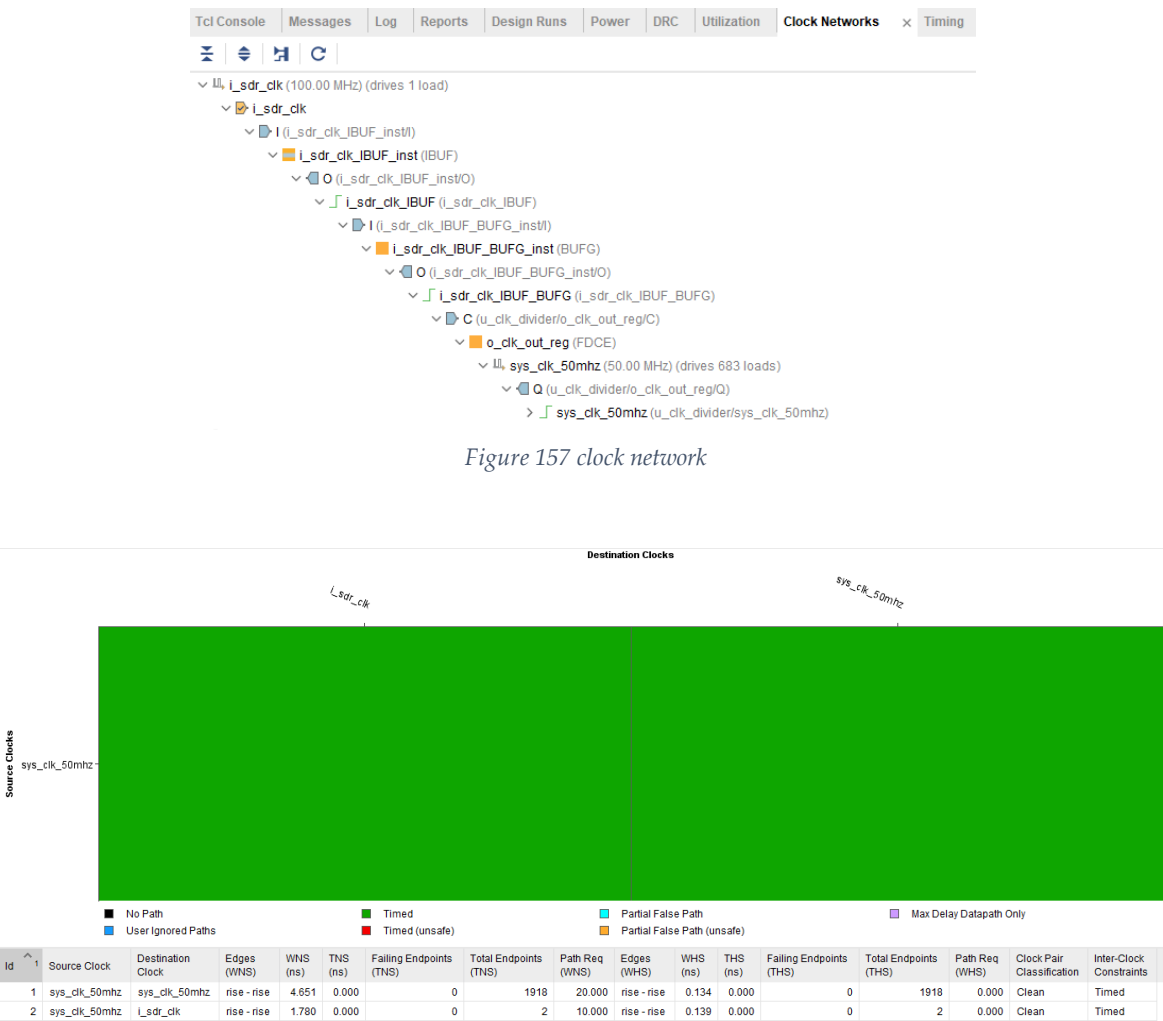 Tcl Console Messages Log Reports Design Runs Power DRC Utilization Clock Networks × Timing
i_sdr_clk (100.00 MHz) (drives 1 load)
i_sdr_clk
I (i_sdr_clk_IBUF_inst/I)
i_sdr_clk_IBUF_inst (IBUF)
O (i_sdr_clk_IBUF_inst/O)
i_sdr_clk_IBUF (i_sdr_clk_IBUF)
I (i_sdr_clk_IBUF_BUFG_inst/I)
i_sdr_clk_IBUF_BUFG_inst (BUFG)
O (i_sdr_clk_IBUF_BUFG_inst/O)
i_sdr_clk_IBUF_BUFG (i_sdr_clk_IBUF_BUFG)
C (u_clk_divider/o_clk_out_reg/C)
o_clk_out_reg (FDCE)
sys_clk_50mhz (50.00 MHz) (drives 683 loads)
Q (u_clk_divider/o_clk_out_reg/Q)
sys_clk_50mhz (u_clk_divider/sys_clk_50mhz)
Figure 157 clock network
Destination Clocks
i_sdr_clk sys_clk_50mhz
Source Clocks
sys_clk_50mhz
No Path Timed Partial False Path Max Delay Datapath Only
User Ignored Paths Timed (unsafe) Partial False Path (unsafe)
Id 1 Source Clock Destination Clock Edges (WNS) WNS (ns) TNS (ns) Failing Endpoints (TNS) Total Endpoints (TNS) Path Req (WNS) Edges (WHS) WHS (ns) THS (ns) Failing Endpoints (THS) Total Endpoints (THS) Path Req (WHS) Clock Pair Classification Inter-Clock Constraints
1 sys_clk_50mhz sys_clk_50mhz rise - rise 4.651 0.000 0 1918 20.000 rise - rise 0.134 0.000 0 1918 0.000 Clean Timed
2 sys_clk_50mhz i_sdr_clk rise - rise 1.780 0.000 0 2 10.000 rise - rise 0.139 0.000 0 2 0.000 Clean Timed